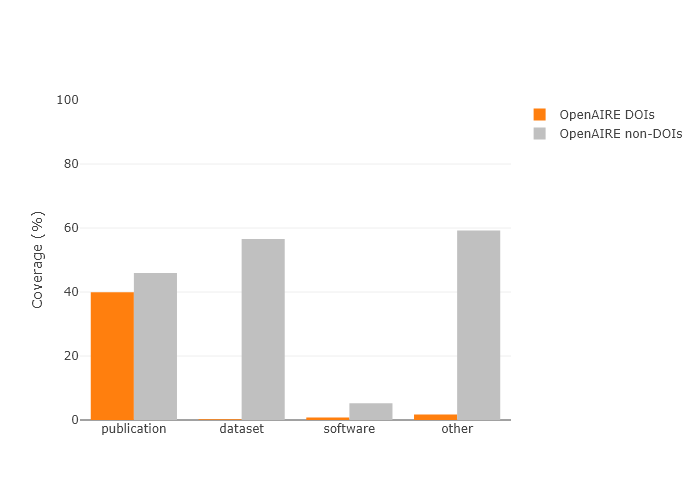 100
80
60
40
20
0
Coverage (%)
publication
dataset
software
other
OpenAIRE DOIs
OpenAIRE non-DOIs